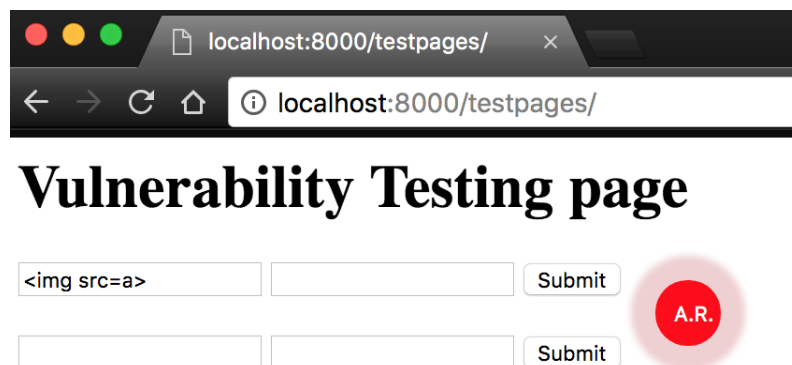 localhost:8000/testpages/
localhost:8000/testpages/
Vulnerability Testing page
<img src=a> Submit
A.R.
Submit